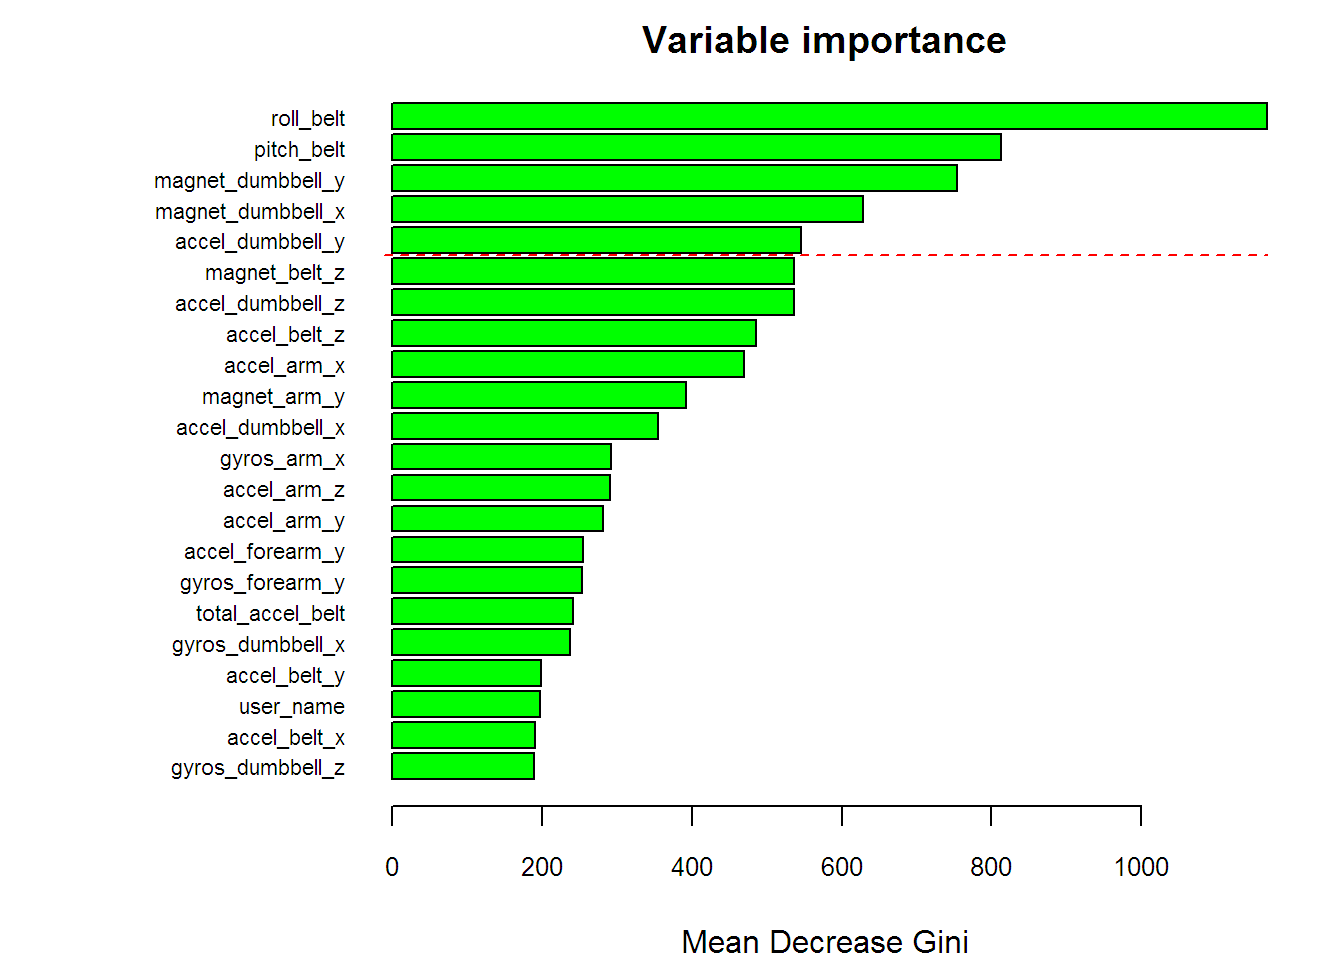 Variable importance
roll_belt
pitch_belt
magnet_dumbbell_y
magnet_dumbbell_x
accel_dumbbell_y
magnet_belt_z
accel_dumbbell_z
accel_belt_z
accel_arm_x
magnet_arm_y
accel_dumbbell_x
gyros_arm_x
accel_arm_z
accel_arm_y
accel_forearm_y
gyros_forearm_y
total_accel_belt
gyros_dumbbell_x
accel_belt_y
user_name
accel_belt_x
gyros_dumbbell_z
0 200 400 600 800 1000
Mean Decrease Gini